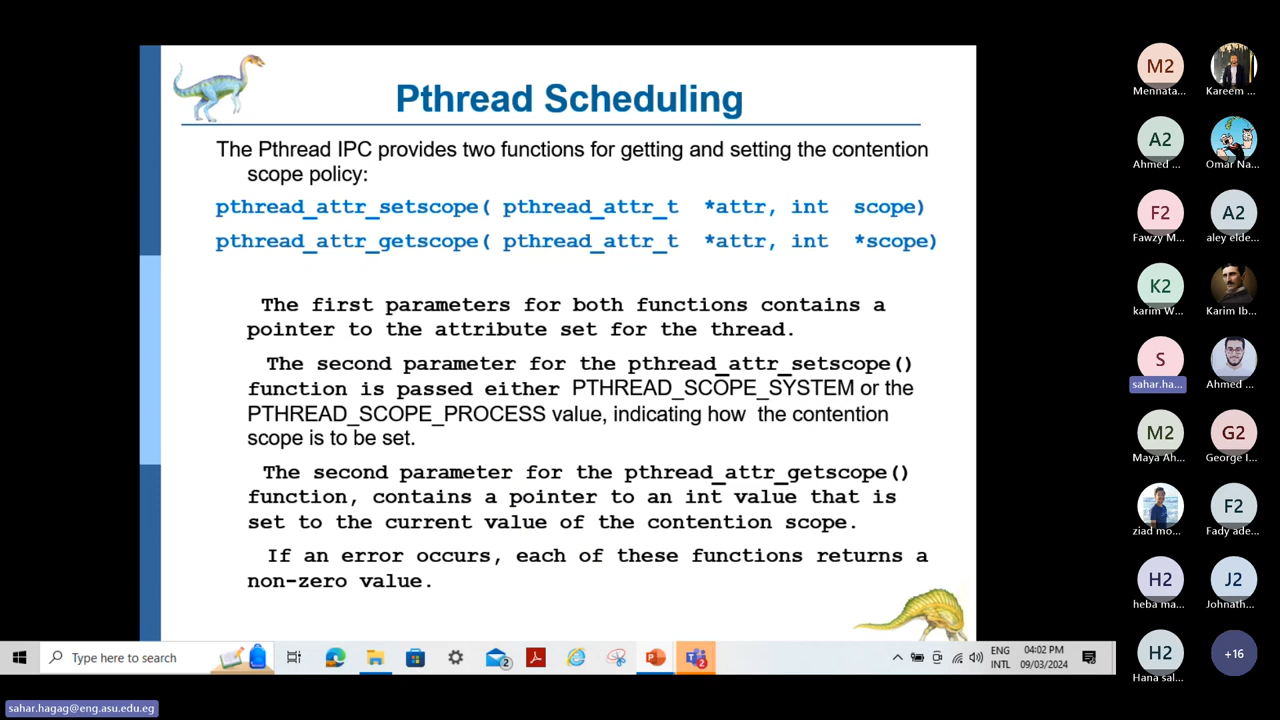 Pthread Scheduling
The Pthread IPC provides two functions for getting and setting the contention
scope policy:
pthread_attr_setscope( pthread_attr_t *attr, int scope)
pthread_attr_getscope( pthread_attr_t *attr, int *scope)
The first parameters for both functions contains a
pointer to the attribute set for the thread.
The second parameter for the pthread_attr_setscope()
function is passed either PTHREAD_SCOPE_SYSTEM or the
PTHREAD_SCOPE_PROCESS value, indicating how the contention
scope is to be set.
The second parameter for the pthread_attr_getscope()
function, contains a pointer to an int value that is
set to the current value of the contention scope.
If an error occurs, each of these functions returns a
non-zero value.
M2
Mennata...
Kareem ...
A2
Ahmed ...
Omar Na...
F2
Fawzy M...
A2
aley elde...
K2
karim W...
Karim Ib...
S
sahar.ha...
Ahmed ...
M2
Maya Ah...
G2
George I...
ziad mo...
F2
Fady ade...
H2
heba ma...
J2
Johnath...
H2
Hana sal...
+16
Type here to search
2
2
ENG
INTL
04:02 PM
09/03/2024
sahar.hagag@eng.asu.edu.eg